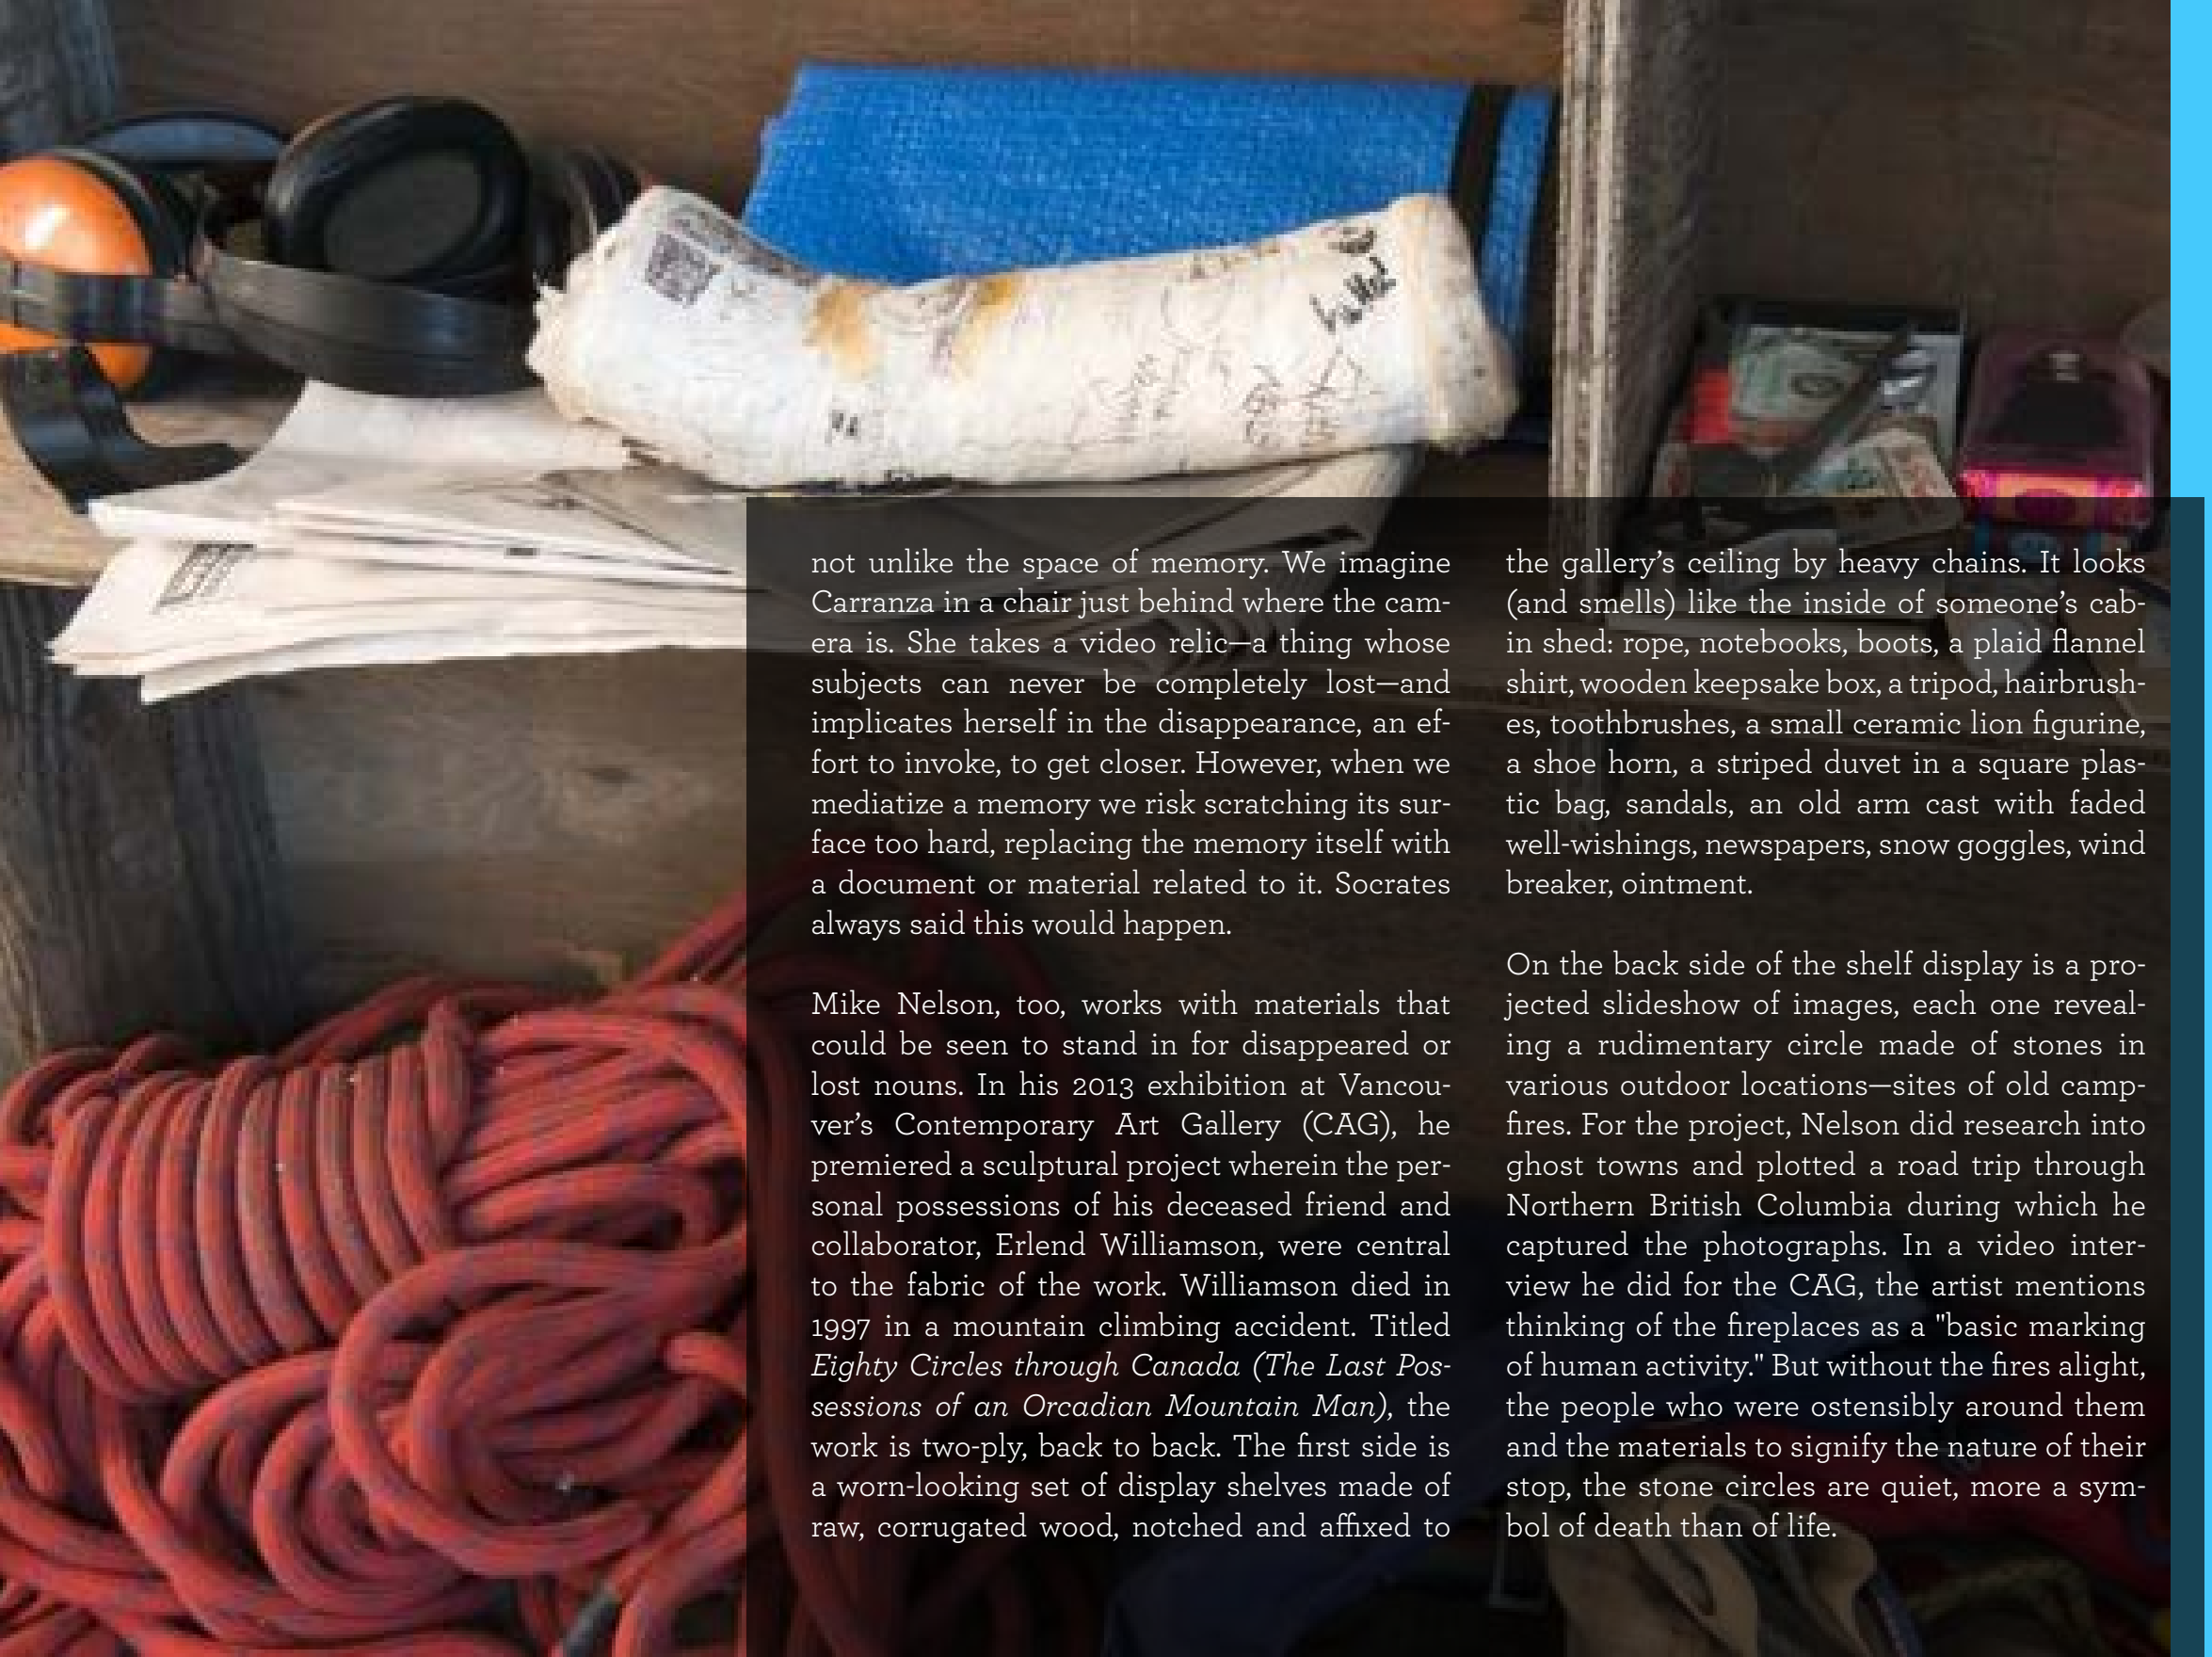 not unlike the space of memory. We imagine
Carranza in a chair just behind where the cam-
era is. She takes a video relic—a thing whose
subjects can never be completely lost—and
implicates herself in the disappearance, an ef-
fort to invoke, to get closer. However, when we
mediatize a memory we risk scratching its sur-
face too hard, replacing the memory itself with
a document or material related to it. Socrates
always said this would happen.
Mike Nelson, too, works with materials that
could be seen to stand in for disappeared or
lost nouns. In his 2013 exhibition at Vancou-
ver’s Contemporary Art Gallery (CAG), he
premiered a sculptural project wherein the per-
sonal possessions of his deceased friend and
collaborator, Erlend Williamson, were central
to the fabric of the work. Williamson died in
1997 in a mountain climbing accident. Titled
Eighty Circles through Canada (The Last Pos-
sessions of an Orcadian Mountain Man), the
work is two-ply, back to back. The first side is
a worn-looking set of display shelves made of
raw, corrugated wood, notched and affixed to
the gallery’s ceiling by heavy chains. It looks
(and smells) like the inside of someone’s cab-
in shed: rope, notebooks, boots, a plaid flannel
shirt, wooden keepsake box, a tripod, hairbrush-
es, toothbrushes, a small ceramic lion figurine,
a shoe horn, a striped duvet in a square plas-
tic bag, sandals, an old arm cast with faded
well-wishings, newspapers, snow goggles, wind
breaker, ointment.
On the back side of the shelf display is a pro-
jected slideshow of images, each one reveal-
ing a rudimentary circle made of stones in
various outdoor locations—sites of old camp-
fires. For the project, Nelson did research into
ghost towns and plotted a road trip through
Northern British Columbia during which he
captured the photographs. In a video inter-
view he did for the CAG, the artist mentions
thinking of the fireplaces as a "basic marking
of human activity." But without the fires alight,
the people who were ostensibly around them
and the materials to signify the nature of their
stop, the stone circles are quiet, more a sym-
bol of death than of life.